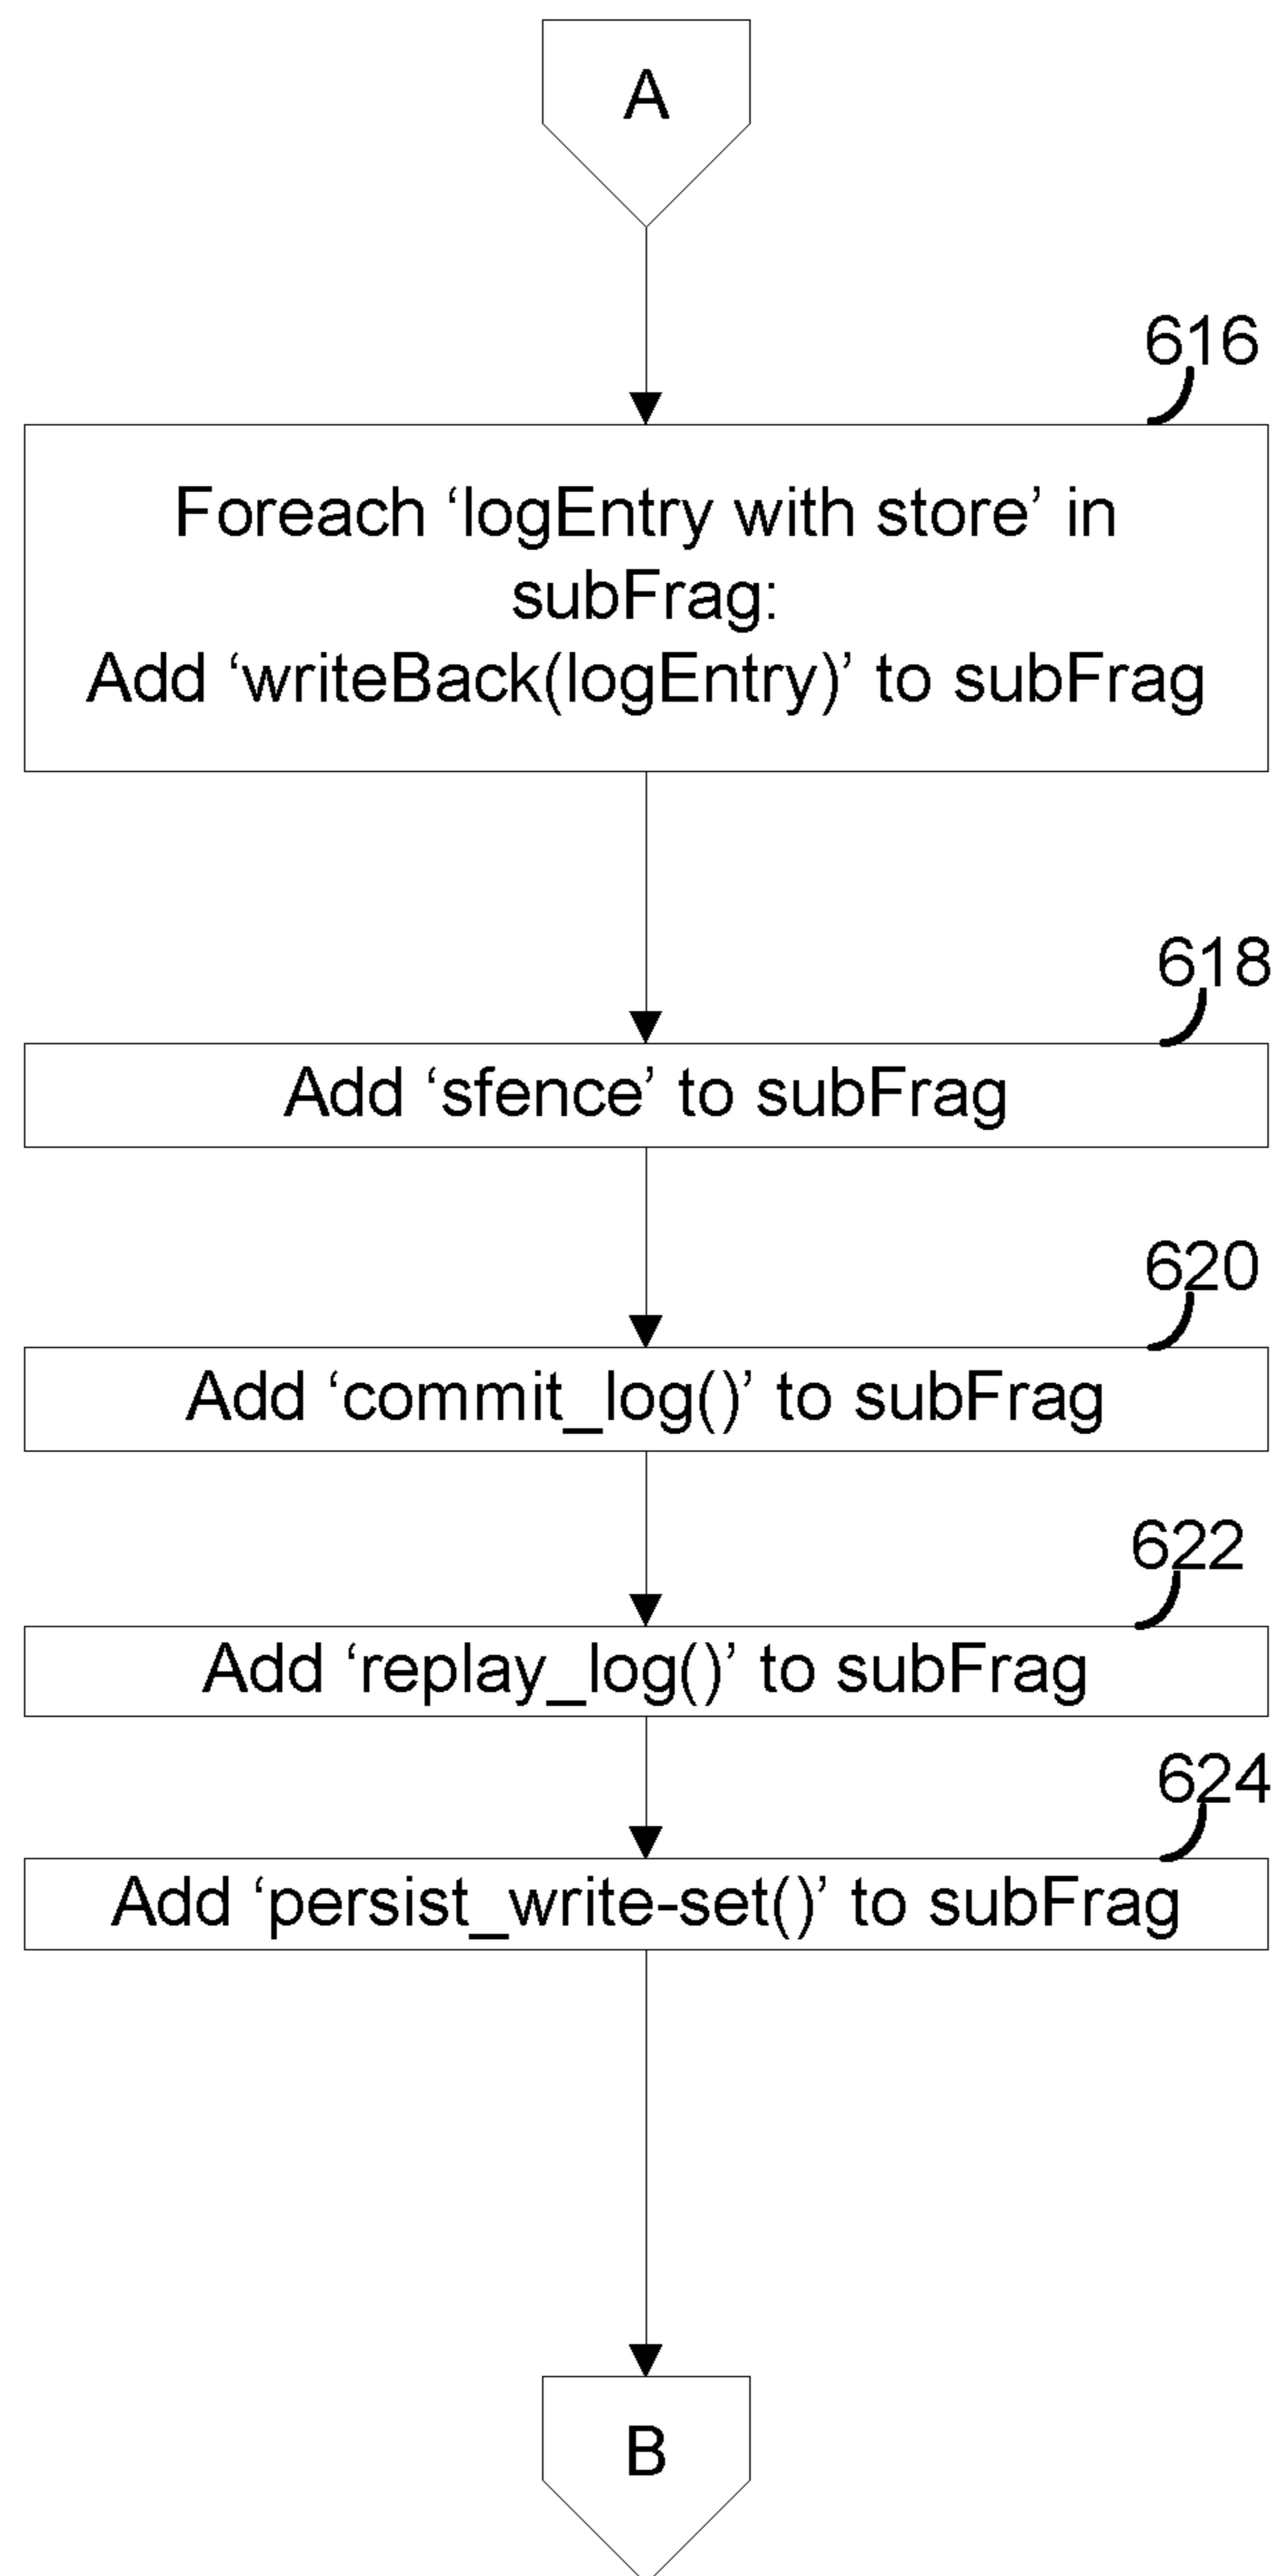 A
616
Foreach ‘logEntry with store’ in
subFrag:
Add ‘writeBack(logEntry)’ to subFrag
618
Add ‘sfence’ to subFrag
620
Add ‘commit_log()’ to subFrag
622
Add ‘replay_log()’ to subFrag
624
Add ‘persist_write-set()’ to subFrag
B